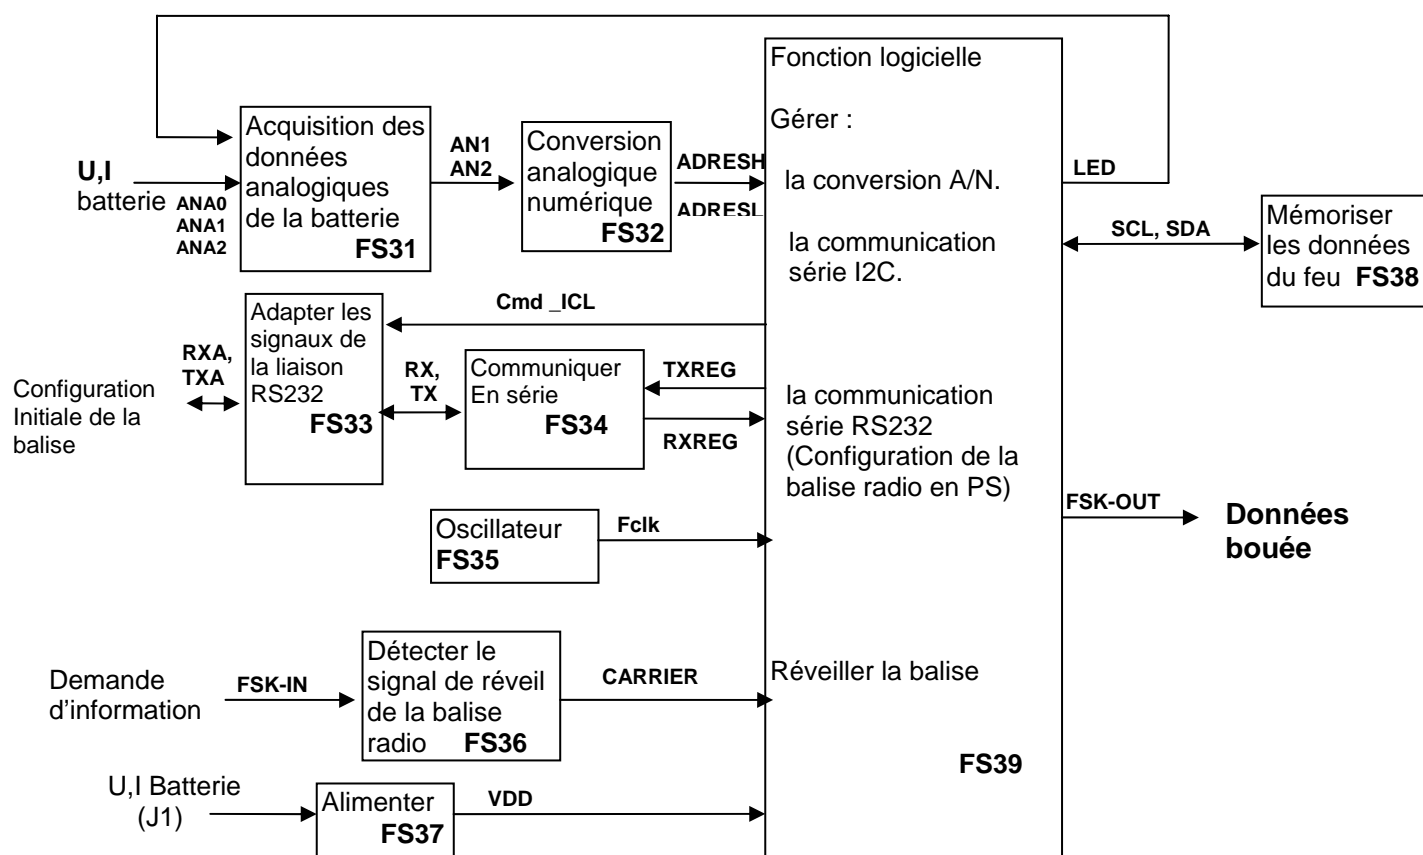 Fonction logicielle
Gérer :
la conversion A/N.
la communication
série I2C.
la communication
série RS232
(Configuration de la
balise radio en PS)
Réveiller la balise
FS39
U,I
batterie
ANA0
ANA1
ANA2
Acquisition des
données
analogiques
de la batterie
FS31
AN1
AN2
Conversion
analogique
numérique
FS32
ADRESH
ADRESL
LED
SCL, SDA
Mémoriser
les données
du feu FS38
Cmd _ICL
Configuration
Initiale de la
balise
RXA,
TXA
Adapter les
signaux de
la liaison
RS232
FS33
RX,
TX
Communiquer
En série
FS34
TXREG
RXREG
Oscillateur
FS35
Fclk
FSK-OUT
Données
bouée
Demande
d'information
FSK-IN
Détecter le
signal de réveil
de la balise
radio FS36
CARRIER
U,I Batterie
(J1)
Alimenter
FS37
VDD